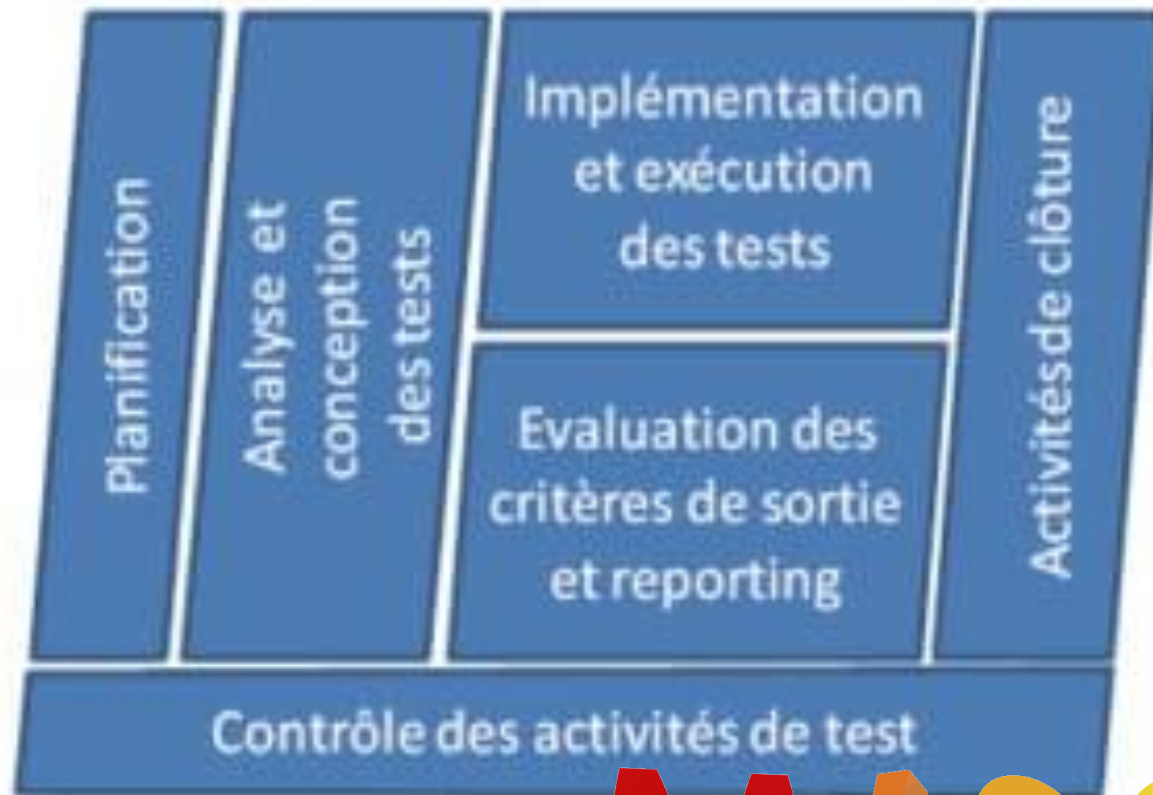 Planification
Analyse et
conception
des tests
Implémentation
et exécution
des tests
Evaluation des
critères de sortie
et reporting
Activités de clôture
Contrôle des activités de test